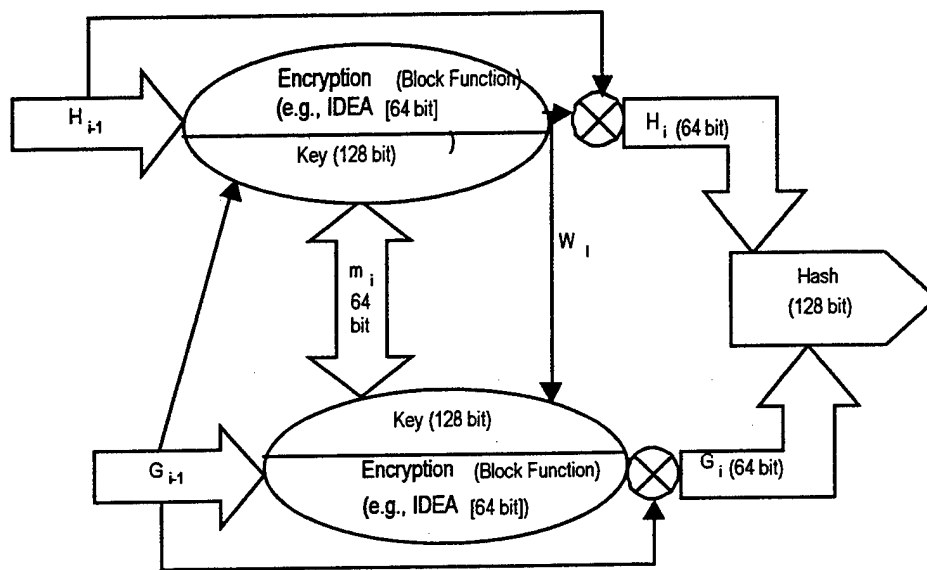 Encryption (Block Function)
(e.g., IDEA [64 bit]
Key (128 bit) )
H i-1
H i (64 bit)
W I
m i
64
bit
Hash
(128 bit)
Key (128 bit)
Encryption (Block Function)
(e.g., IDEA [64 bit])
G i-1
G i (64 bit)